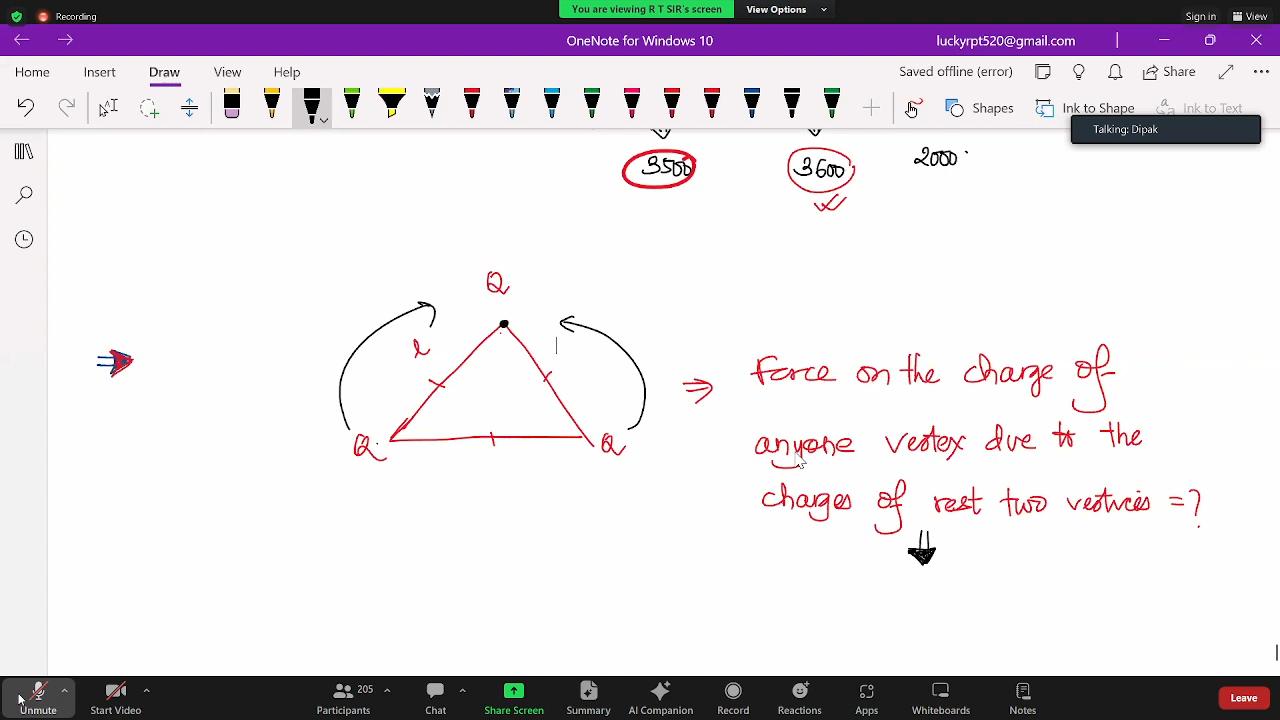 Recording
You are viewing R T SIR's screen
View Options
Sign in
View
OneNote for Windows 10
luckyrpt520@gmail.com
Home
Insert
Draw
View
Help
Saved offline (error)
Share
Shapes
Ink to Shape
Ink to Text
Talking: Dipak
3500
3600
2000
Q
l
Q
Q
⇒ Force on the charge of
anyone vertex due to the
charges of rest two vertices = ?
Unmute
Start Video
205
Participants
Chat
Share Screen
Summary
AI Companion
Record
Reactions
Apps
Whiteboards
Notes
Leave